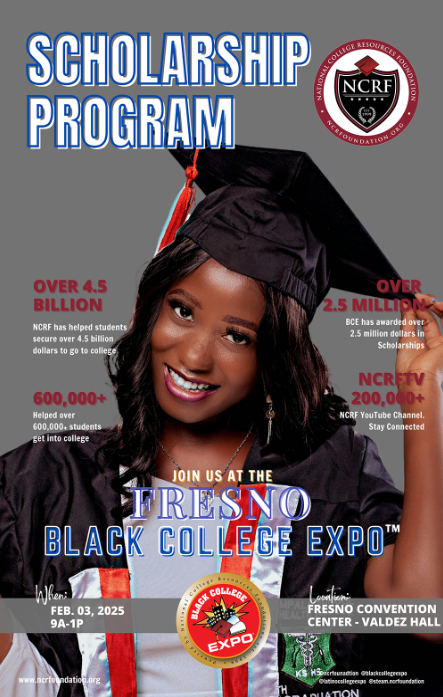 SCHOLARSHIP
PROGRAM
NATIONAL COLLEGE RESOURCES FOUNDATION
NCRF
NCRFOUNDATION.ORG
OVER 4.5
BILLION
NCRF has helped students
secure over 4.5 billion
dollars to go to college
OVER
2.5 MILLION
BCE has awarded over
2.5 million dollars in
Scholarships
600,000+
Helped over
600,000+ students
get into college
NCRFTV
200,000+
NCRF YouTube Channel.
Stay Connected
JOIN US AT THE
FRESNO
BLACK COLLEGE EXPO™
When:
FEB. 03, 2025
9A-1P
BLACK COLLEGE
EXPO
Location:
FRESNO CONVENTION
CENTER - VALDEZ HALL
www.ncrfoundation.org
@blackcollegeexpo
@latinocollegeexpo @steam.ncrfoundation